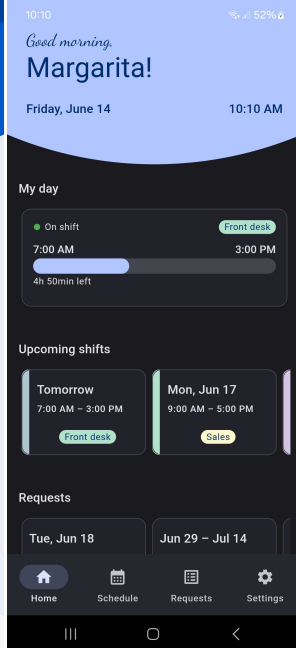 10:10 52%
Good morning,
Margarita!
Friday, June 14 10:10 AM
My day
On shift Front desk
7:00 AM 3:00 PM
4h 50min left
Upcoming shifts
Tomorrow Mon, Jun 17
7:00 AM – 3:00 PM 9:00 AM – 5:00 PM
Front desk Sales
Requests
Tue, Jun 18 Jun 29 – Jul 14
Home Schedule Requests Settings